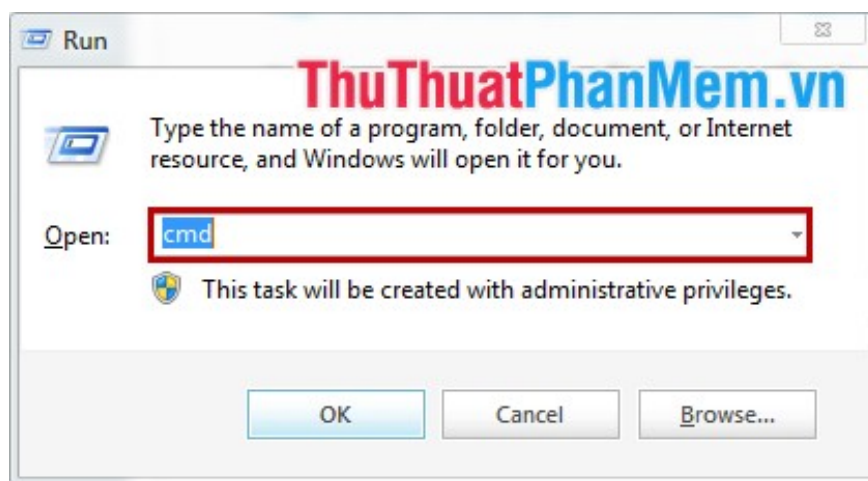 Run
ThuThuatPhanMem.vn
Type the name of a program, folder, document, or Internet
resource, and Windows will open it for you.
Open:
cmd
This task will be created with administrative privileges.
OK
Cancel
Browse...